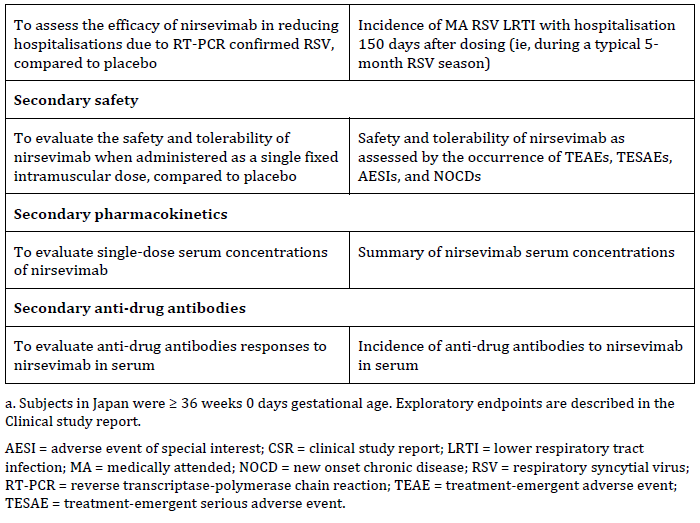 To assess the efficacy of nirsevimab in reducing
hospitalisations due to RT-PCR confirmed RSV,
compared to placebo
Incidence of MA RSV LRTI with hospitalisation
150 days after dosing (ie, during a typical 5-
month RSV season)
Secondary safety
To evaluate the safety and tolerability of
nirsevimab when administered as a single fixed
intramuscular dose, compared to placebo
Safety and tolerability of nirsevimab as
assessed by the occurrence of TEAEs, TESAEs,
AESIs, and NOCDs
Secondary pharmacokinetics
To evaluate single-dose serum concentrations
of nirsevimab
Summary of nirsevimab serum concentrations
Secondary anti-drug antibodies
To evaluate anti-drug antibodies responses to
nirsevimab in serum
Incidence of anti-drug antibodies to nirsevimab
in serum
a. Subjects in Japan were ≥ 36 weeks 0 days gestational age. Exploratory endpoints are described in the
Clinical study report.
AESI = adverse event of special interest; CSR = clinical study report; LRTI = lower respiratory tract
infection; MA = medically attended; NOCD = new onset chronic disease; RSV = respiratory syncytial virus;
RT-PCR = reverse transcriptase-polymerase chain reaction; TEAE = treatment-emergent adverse event;
TESAE = treatment-emergent serious adverse event.